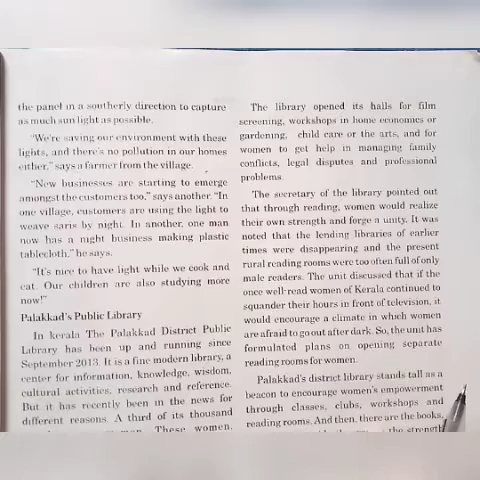 the panel in a southerly direction to capture
as much sun light as possible.
"We're saving our environment with these
lights, and there's no pollution in our homes
either," says a farmer from the village.
"New businesses are starting to emerge
amongst the customers too," says another "In
one village, customers are using the light to
weave saris by night. In another, one man
now has a night business making plastic
tablecloth," he says.
"It's nice to have light while we cook and
eat. Our children are also studying more
now!"
Palakkad's Public Library
In kerala The Palakkad District Public
Library has been up and running since
September 2013. It is a fine modern library, a
center for information, knowledge, wisdom,
cultural activities, research and reference.
But it has recently been in the news for
different reasons. A third of its thousand
These women,
The library opened its halls for film
screening, workshops in home economics or
gardening, child care or the arts, and for
women to get help in managing family
conflicts, legal disputes and professional
problems.
The secretary of the library pointed out
that through reading, women would realize
their own strength and forge a unity. It was
noted that the lending libraries of earlier
times were disappearing and the present
rural reading rooms were too often full of only
male readers. The unit discussed that if the
once well-read women of Kerala continued to
squander their hours in front of television, it
would encourage a climate in which women
are afraid to go out after dark. So, the unit has
formulated plans on opening separate
reading rooms for women.
Palakkad's district library stands tall as a
beacon to encourage women's empowerment
through classes, clubs, workshops and
reading rooms. And then, there are the books,
the strength